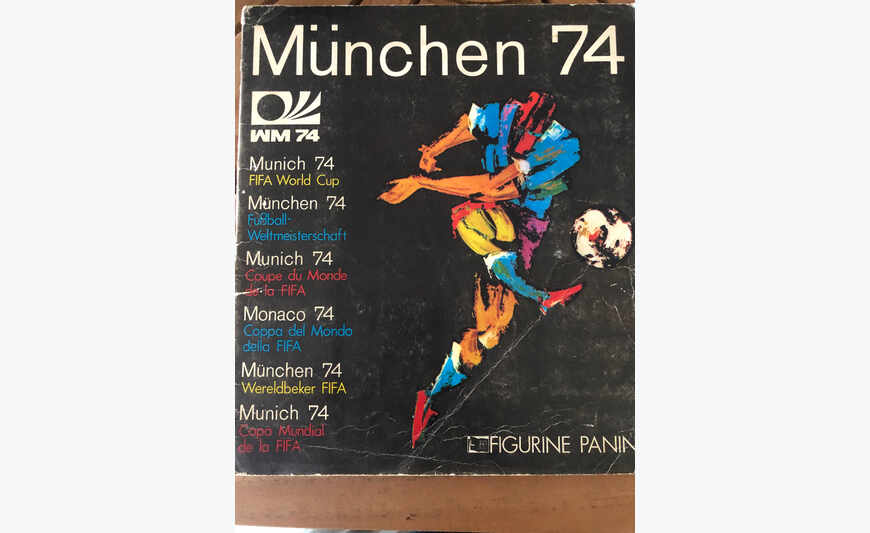 München 74
WM 74
Munich 74
FIFA World Cup
München 74
Fußball-
Weltmeisterschaft
Munich 74
Coupe du Monde
de la FIFA
Monaco 74
Coppa del Mondo
della FIFA
München 74
Wereldbeker FIFA
Munich 74
Copa Mundial
de la FIFA
FIGURINE PANIN